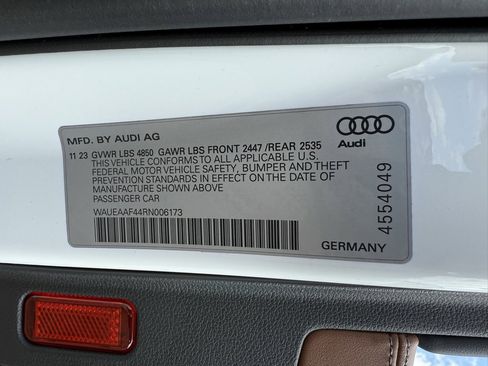 MFD. BY AUDI AG
11 23 GVWR LBS 4850 GAWR LBS FRONT 2447 /REAR 2535
THIS VEHICLE CONFORMS TO ALL APPLICABLE U.S.
FEDERAL MOTOR VEHICLE SAFETY, BUMPER AND THEFT
PREVENTION STANDARDS IN EFFECT ON THE DATE OF
MANUFACTURE SHOWN ABOVE
PASSENGER CAR
WAUEAAF44RN006173
Audi
4554049
GERMANY